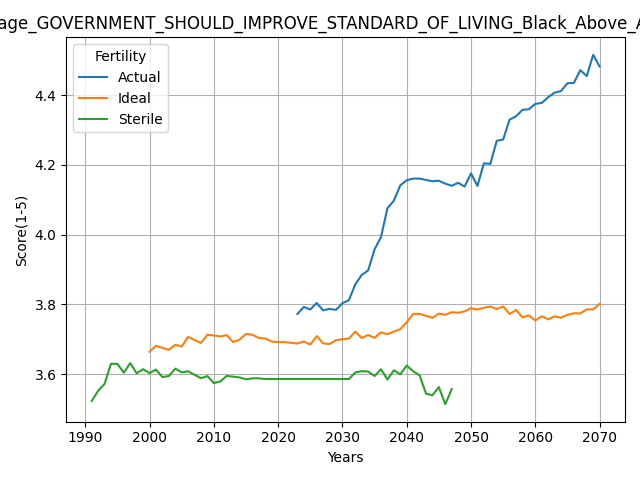 age_GOVERNMENT_SHOULD_IMPROVE_STANDARD_OF_LIVING_Black_Above_A
Fertility
Actual
Ideal
Sterile
Score(1-5)
4.4
4.2
4.0
3.8
3.6
1990 2000 2010 2020 2030 2040 2050 2060 2070
Years